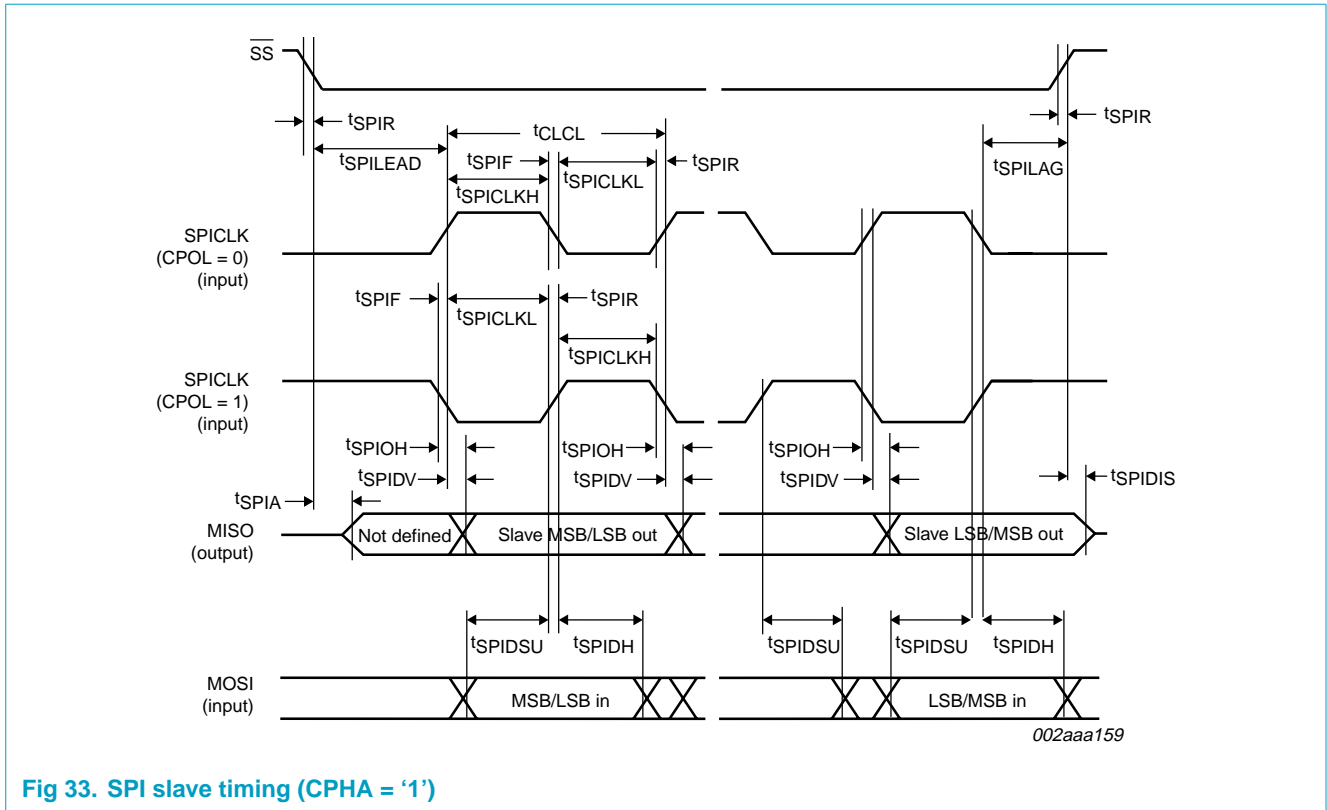 SS
tSPIR
tCLCL
tSPIR
tSPILEAD
tSPIF
tSPICLKL
tSPIR
tSPILAG
tSPICLKH
SPICLK
(CPOL = 0)
(input)
tSPIF
tSPICLKL
tSPIR
tSPICLKH
SPICLK
(CPOL = 1)
(input)
tSPIOH
tSPIOH
tSPIOH
tSPIDV
tSPIDV
tSPIDV
tSPIDIS
tSPIA
MISO
(output)
Not defined
Slave MSB/LSB out
Slave LSB/MSB out
tSPIDSU
tSPIDH
tSPIDSU
tSPIDSU
tSPIDH
MOSI
(input)
MSB/LSB in
LSB/MSB in
002aaa159
Fig 33. SPI slave timing (CPHA = ‘1’)